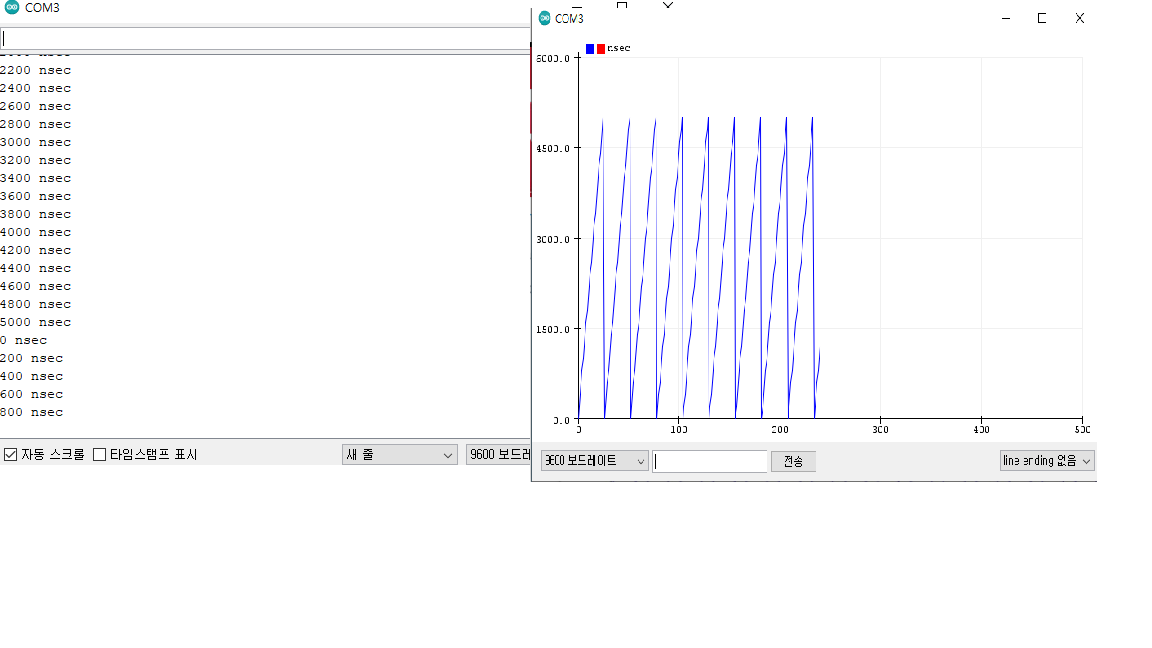 COM3
2200 nsec
2400 nsec
2600 nsec
2800 nsec
3000 nsec
3200 nsec
3400 nsec
3600 nsec
3800 nsec
4000 nsec
4200 nsec
4400 nsec
4600 nsec
4800 nsec
5000 nsec
0 nsec
200 nsec
400 nsec
600 nsec
800 nsec
자동 스크롤 타임스탬프 표시 새 줄 9600 보드레
COM3
nsec
6000.0
4500.0
3000.0
1500.0
0.0
0 100 200 300 400 500
9600 보드레이트 전송 line ending 없음